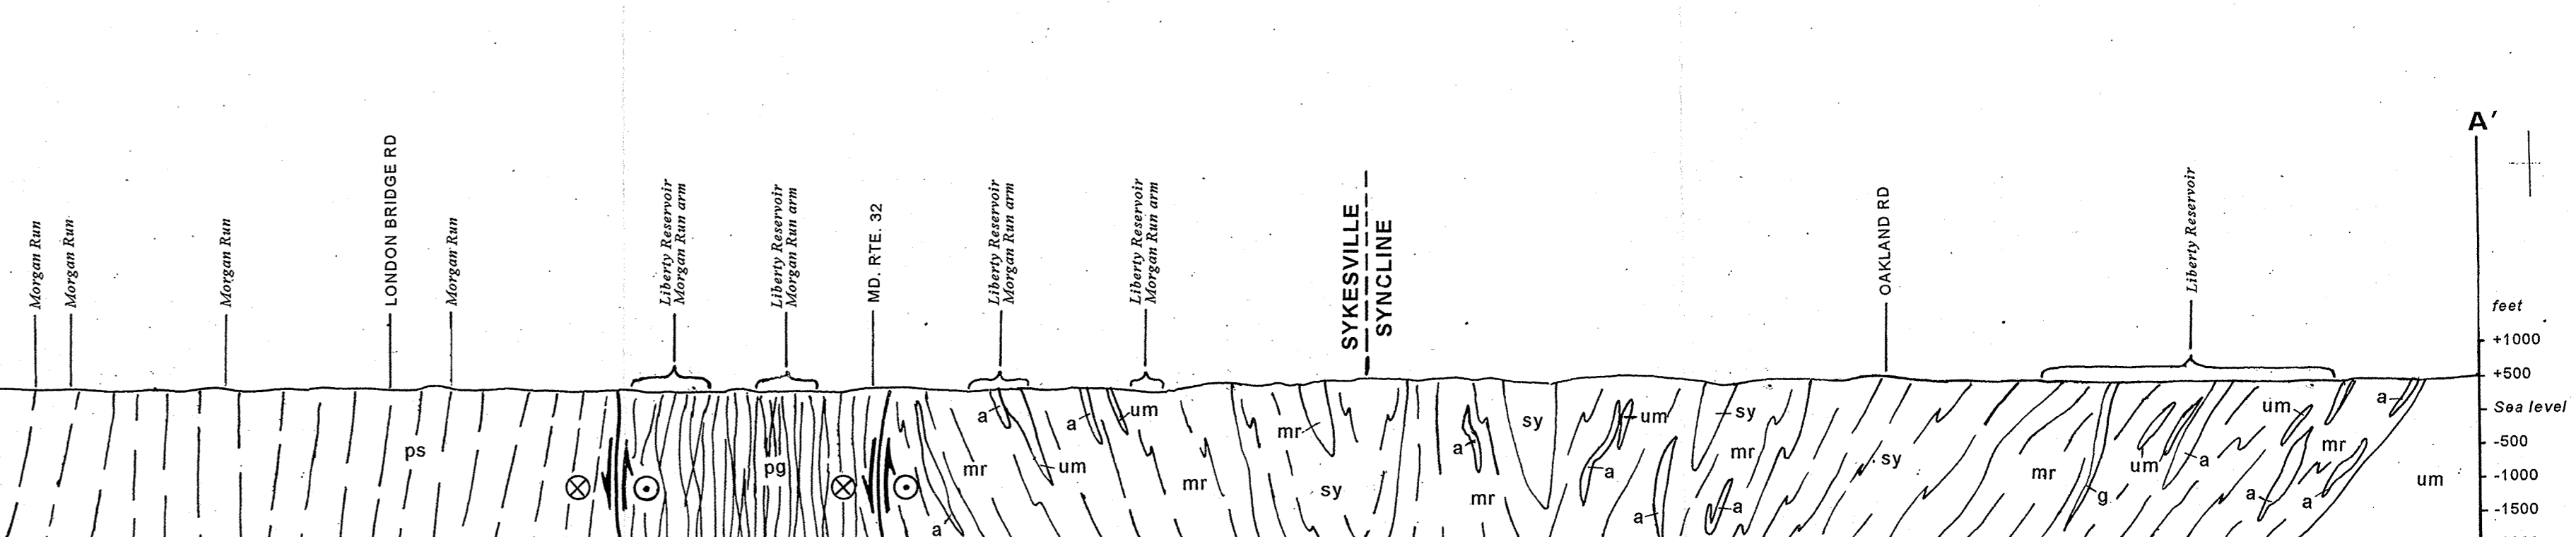 A′
Morgan Run
Morgan Run
Morgan Run
LONDON BRIDGE RD
Morgan Run
Liberty Reservoir
Morgan Run arm
Liberty Reservoir
Morgan Run arm
MD. RTE. 32
Liberty Reservoir
Morgan Run arm
Liberty Reservoir
Morgan Run arm
SYKESVILLE
SYNCLINE
OAKLAND RD
Liberty Reservoir
feet
+1000
+500
Sea level
-500
-1000
-1500
ps
pg
a
mr
a
um
a
um
mr
mr
sy
a
mr
sy
um
a
a
a
sy
mr
sy
mr
g
um
a
um
a
mr
a
a
um